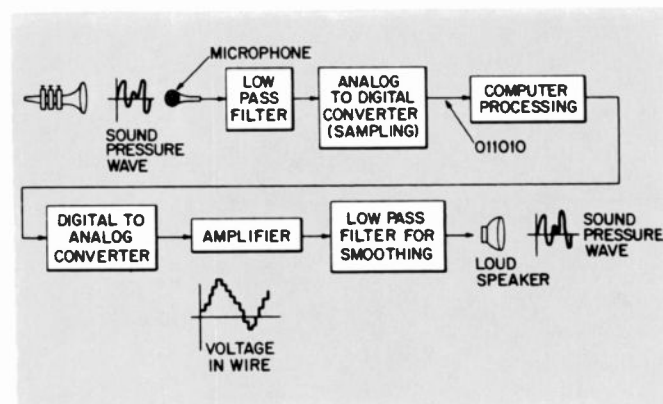 MICROPHONE
LOW
PASS
FILTER
ANALOG
TO DIGITAL
CONVERTER
(SAMPLING)
COMPUTER
PROCESSING
SOUND
PRESSURE
WAVE
011010
DIGITAL TO
ANALOG
CONVERTER
AMPLIFIER
LOW PASS
FILTER FOR
SMOOTHING
LOUD
SPEAKER
SOUND
PRESSURE
WAVE
VOLTAGE
IN WIRE